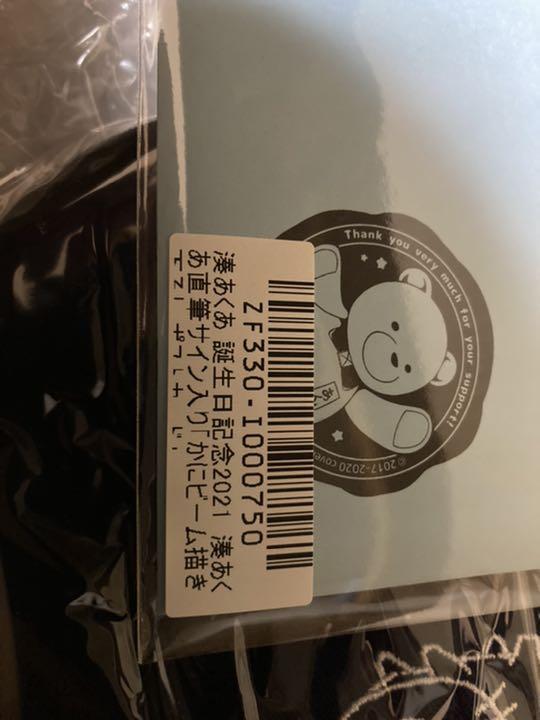 ZF330-I000750
湊あくあ 誕生日記念2021 湊あく
あ直筆サイン入り「かにビーム描き
Thank you very much for your support!
©2017-2020 cover